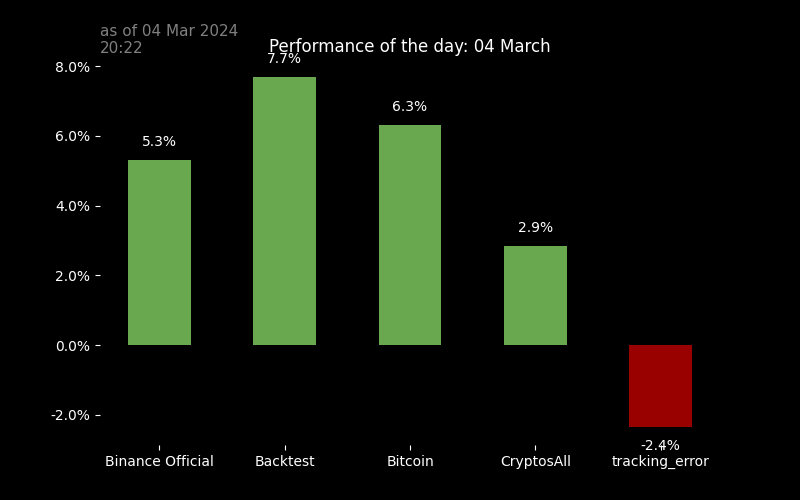 as of 04 Mar 2024
20:22
Performance of the day: 04 March
8.0%
6.0%
4.0%
2.0%
0.0%
-2.0%
5.3%
7.7%
6.3%
2.9%
-2.4%
Binance Official
Backtest
Bitcoin
CryptosAll
tracking_error